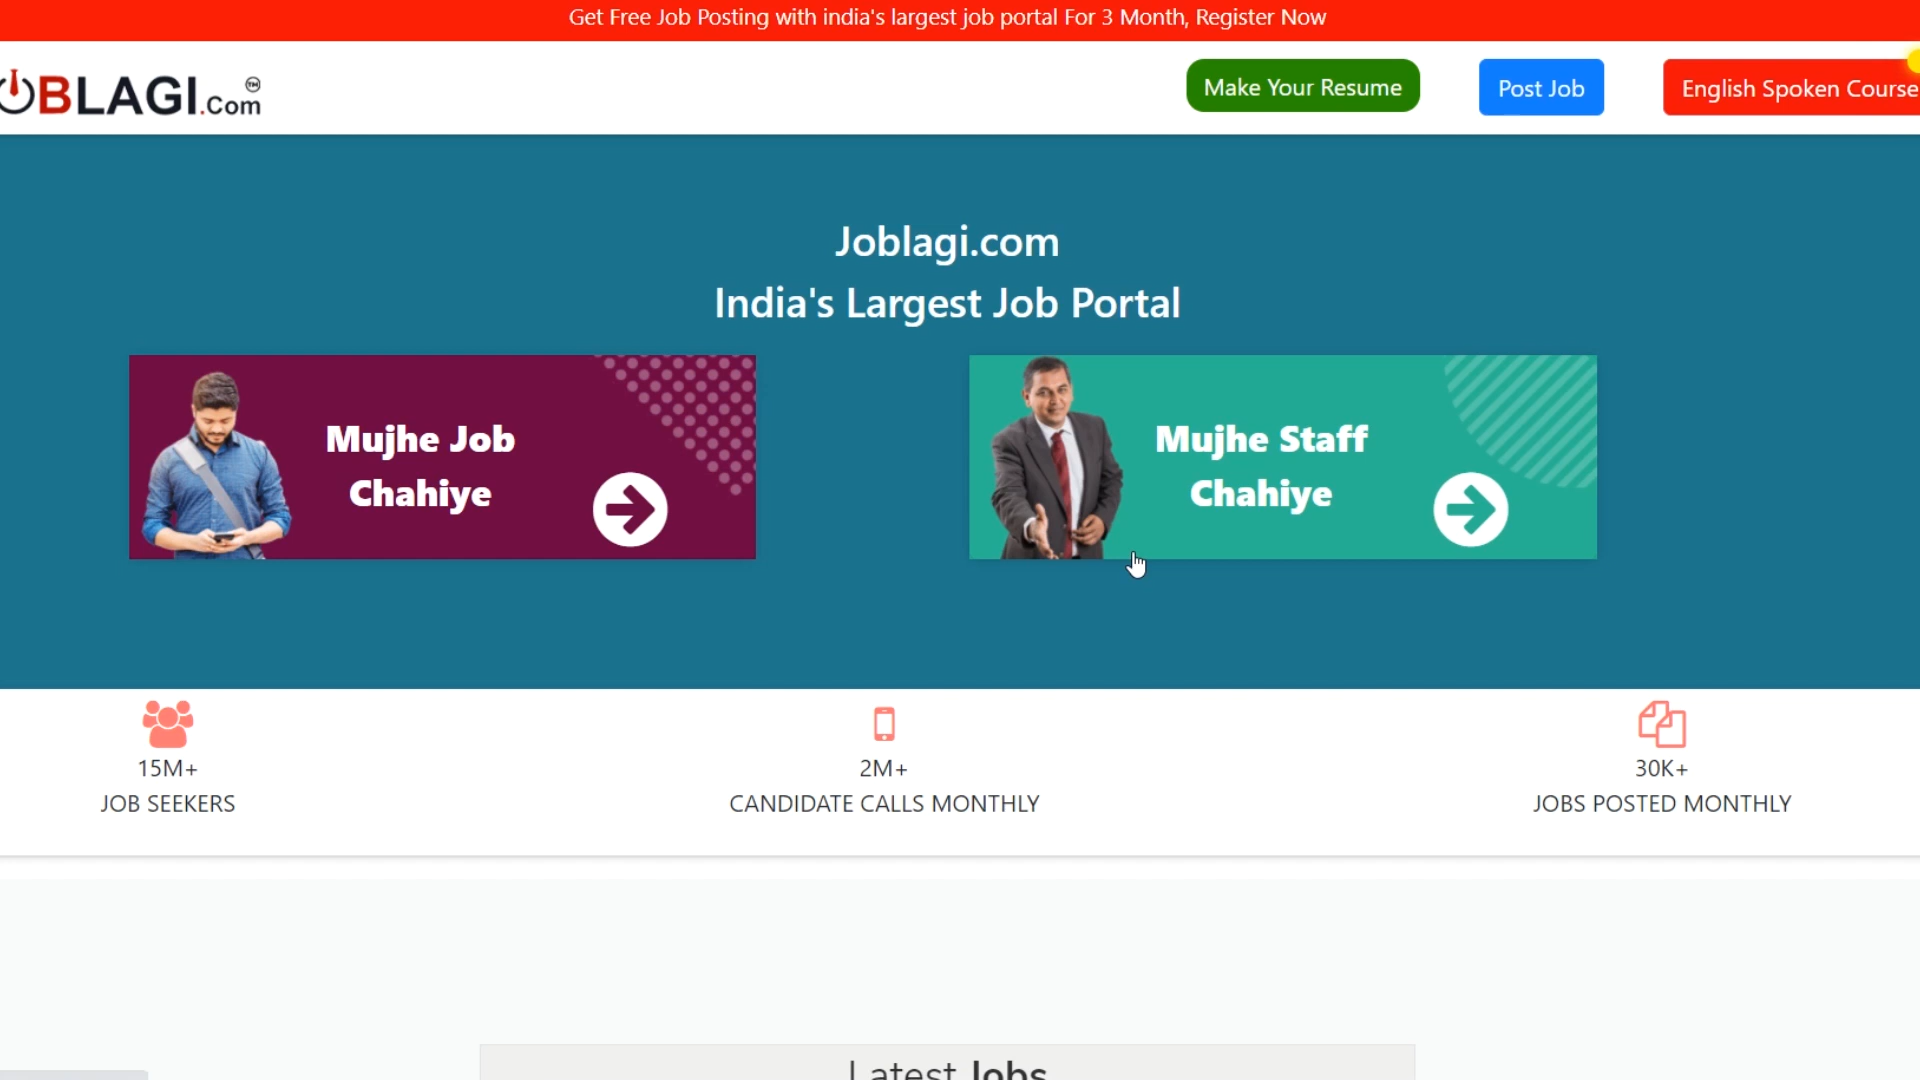 Get Free Job Posting with india's largest job portal For 3 Month, Register Now
BLAGI.Com™
Make Your Resume
Post Job
English Spoken Course
Joblagi.com
India's Largest Job Portal
Mujhe Job
Chahiye
Mujhe Staff
Chahiye
15M+
JOB SEEKERS
2M+
CANDIDATE CALLS MONTHLY
30K+
JOBS POSTED MONTHLY
Latest Jobs